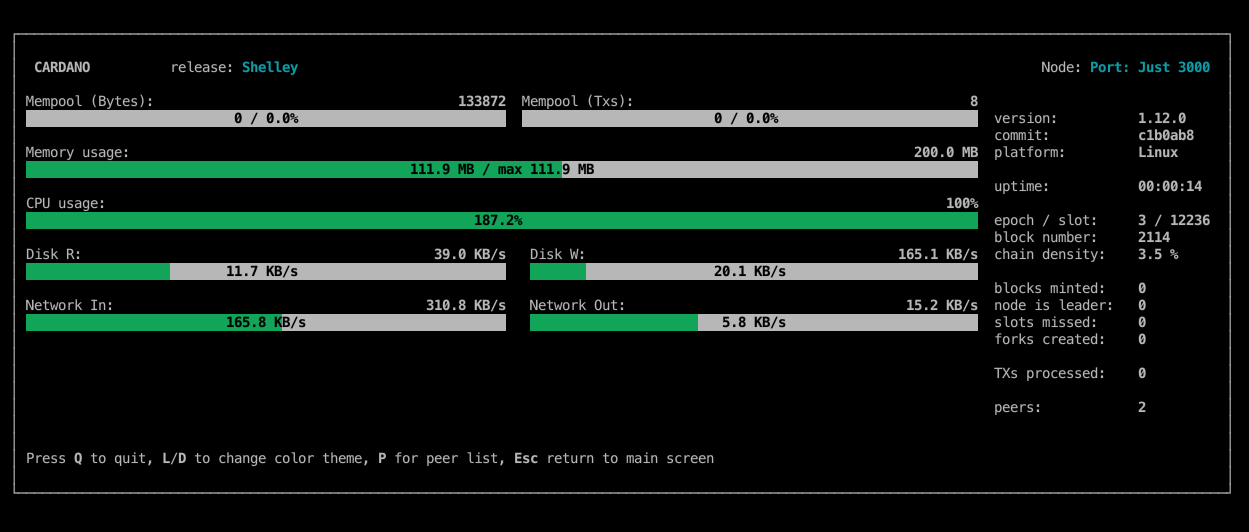 CARDANO release: Shelley Node: Port: Just 3000
Mempool (Bytes): 133872 Mempool (Txs): 8
0 / 0.0% 0 / 0.0% version: 1.12.0
commit: c1b0ab8
Memory usage: 200.0 MB platform: Linux
111.9 MB / max 111.9 MB
uptime: 00:00:14
CPU usage: 100%
187.2% epoch / slot: 3 / 12236
block number: 2114
Disk R: 39.0 KB/s Disk W: 165.1 KB/s chain density: 3.5 %
11.7 KB/s 20.1 KB/s
blocks minted: 0
Network In: 310.8 KB/s Network Out: 15.2 KB/s node is leader: 0
165.8 KB/s 5.8 KB/s slots missed: 0
forks created: 0
TXs processed: 0
peers: 2
Press Q to quit, L/D to change color theme, P for peer list, Esc return to main screen